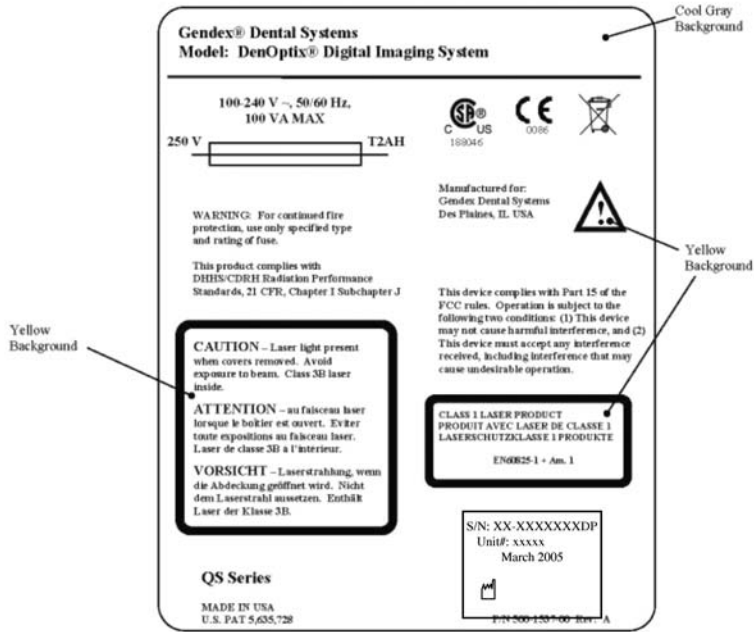 Cool Gray
Background
Gendex® Dental Systems
Model: DenOptix® Digital Imaging System
100-240 V ~, 50/60 Hz,
100 VA MAX
250 V
T2AH
WARNING: For continued fire
protection, use only specified type
and rating of fuse.
This product complies with
DHHS/CDRH Radiation Performance
Standards, 21 CFR, Chapter I Subchapter J
SA®
C US
188046
CE
0086
Manufactured for:
Gendex Dental Systems
Des Plaines, IL USA
!
Yellow
Background
This device complies with Part 15 of the
FCC rules. Operation is subject to the
following two conditions: (1) This device
may not cause harmful interference, and (2)
This device must accept any interference
received, including interference that may
cause undesirable operation.
Yellow
Background
CAUTION – Laser light present
when covers removed. Avoid
exposure to beam. Class 3B laser
inside.
ATTENTION – au faisceau laser
lorsque le boîtier est ouvert. Eviter
toute expositions au faisceau laser.
Laser de classe 3B a l'interieur.
VORSICHT – Laserstrahlung, wenn
die Abdeckung geöffnet wird. Nicht
dem Laserstrahl aussetzen. Enthält
Laser der Klasse 3B.
CLASS 1 LASER PRODUCT
PRODUIT AVEC LASER DE CLASSE 1
LASERSCHUTZKLASSE 1 PRODUKTE
EN60825-1 + Am. 1
S/N: XX-XXXXXXXDP
Unit#: xxxxx
March 2005
QS Series
MADE IN USA
U.S. PAT 5,635,728
P/N 500-1537-00 Rev. A